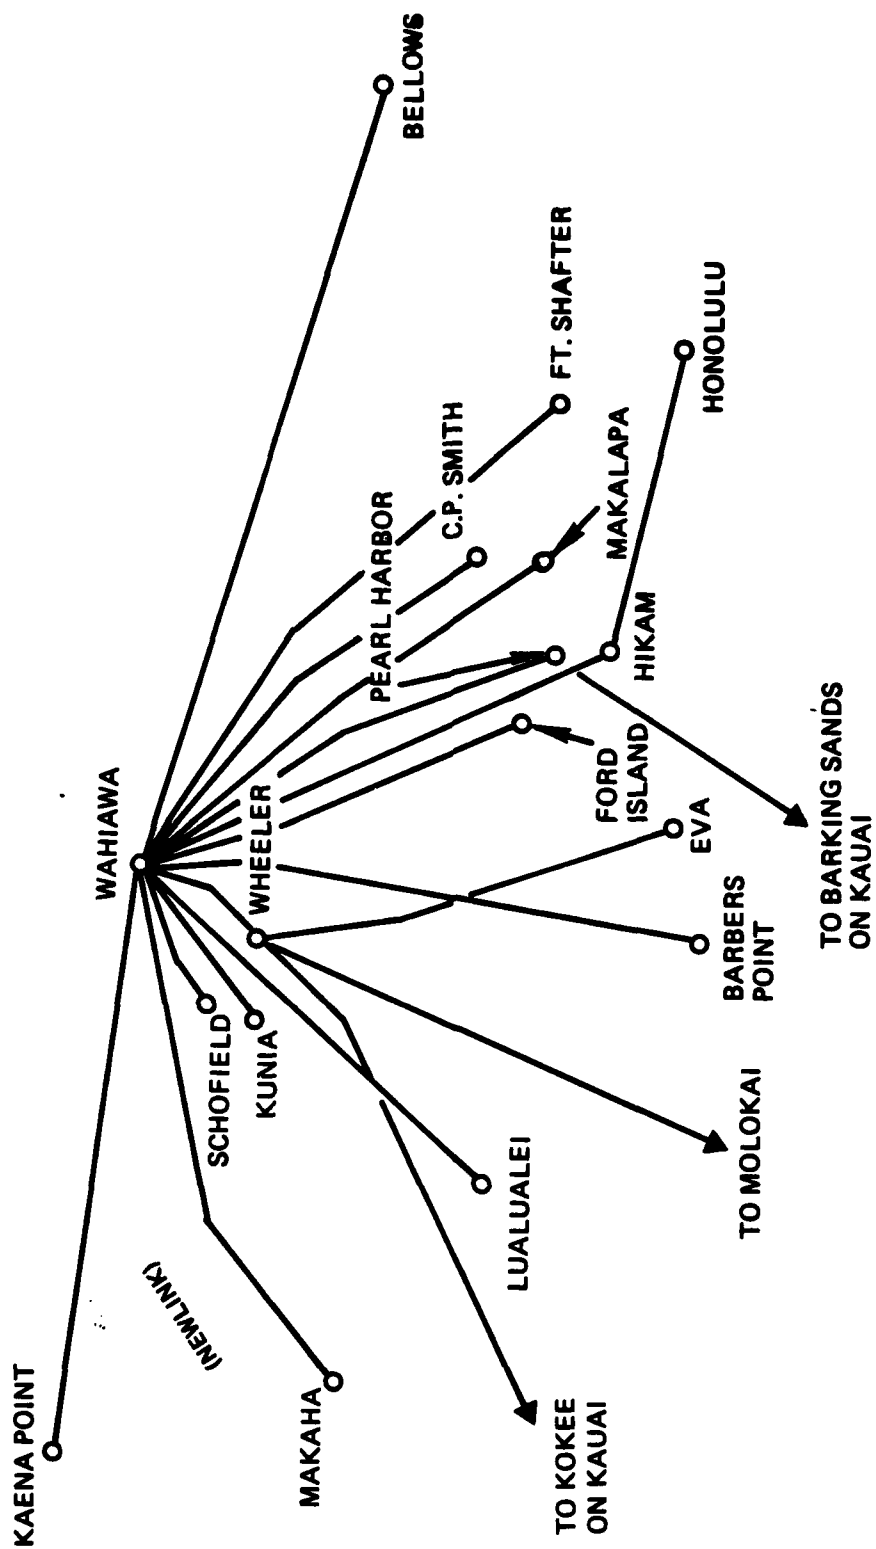 KAENA POINT
WAHIAWA
BELLOWS
(NEWLINK)
SCHOFIELD
KUNIA
WHEELER
MAKAHA
PEARL HARBOR
C.P. SMITH
FT. SHAFTER
LUALUALEI
MAKALAPA
FORD
ISLAND
HIKAM
HONOLULU
EVA
BARBERS
POINT
TO KOKEE
ON KAUAI
TO MOLOKAI
TO BARKING SANDS
ON KAUAI